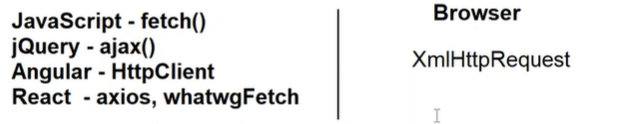 JavaScript - fetch()
jQuery - ajax()
Angular - HttpClient
React - axios, whatwgFetch
Browser
XmlHttpRequest